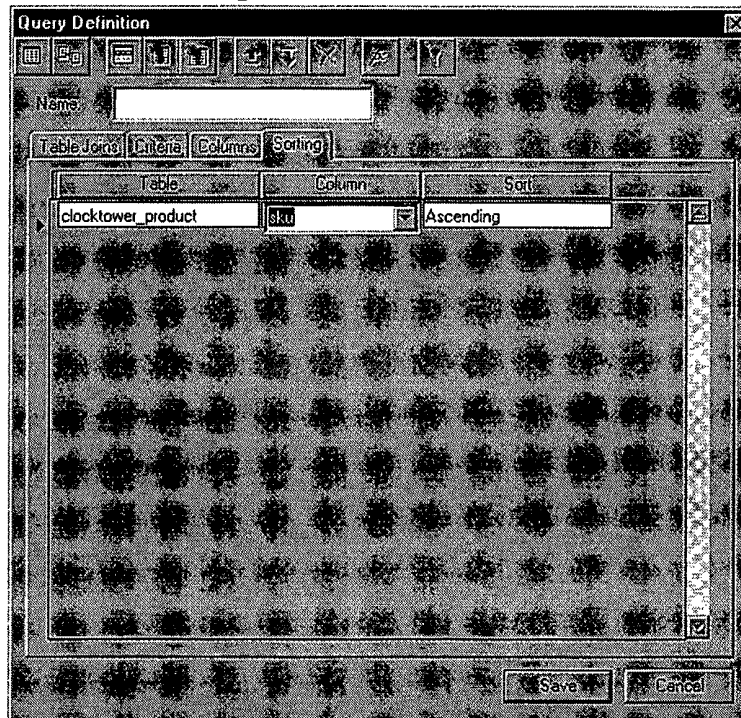 Query Definition
Name:
Table Joins Criteria Columns Sorting
Table Column Sort
clocktower_product sku Ascending
Save Cancel